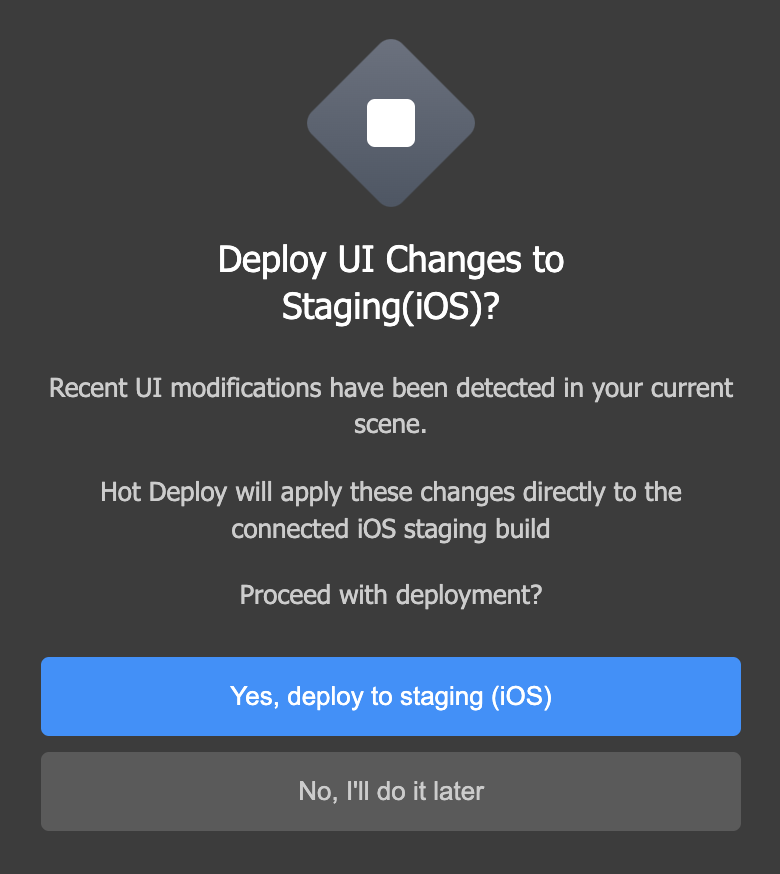 Deploy UI Changes to
Staging(iOS)?
Recent UI modifications have been detected in your current
scene.
Hot Deploy will apply these changes directly to the
connected iOS staging build
Proceed with deployment?
Yes, deploy to staging (iOS)
No, I'll do it later